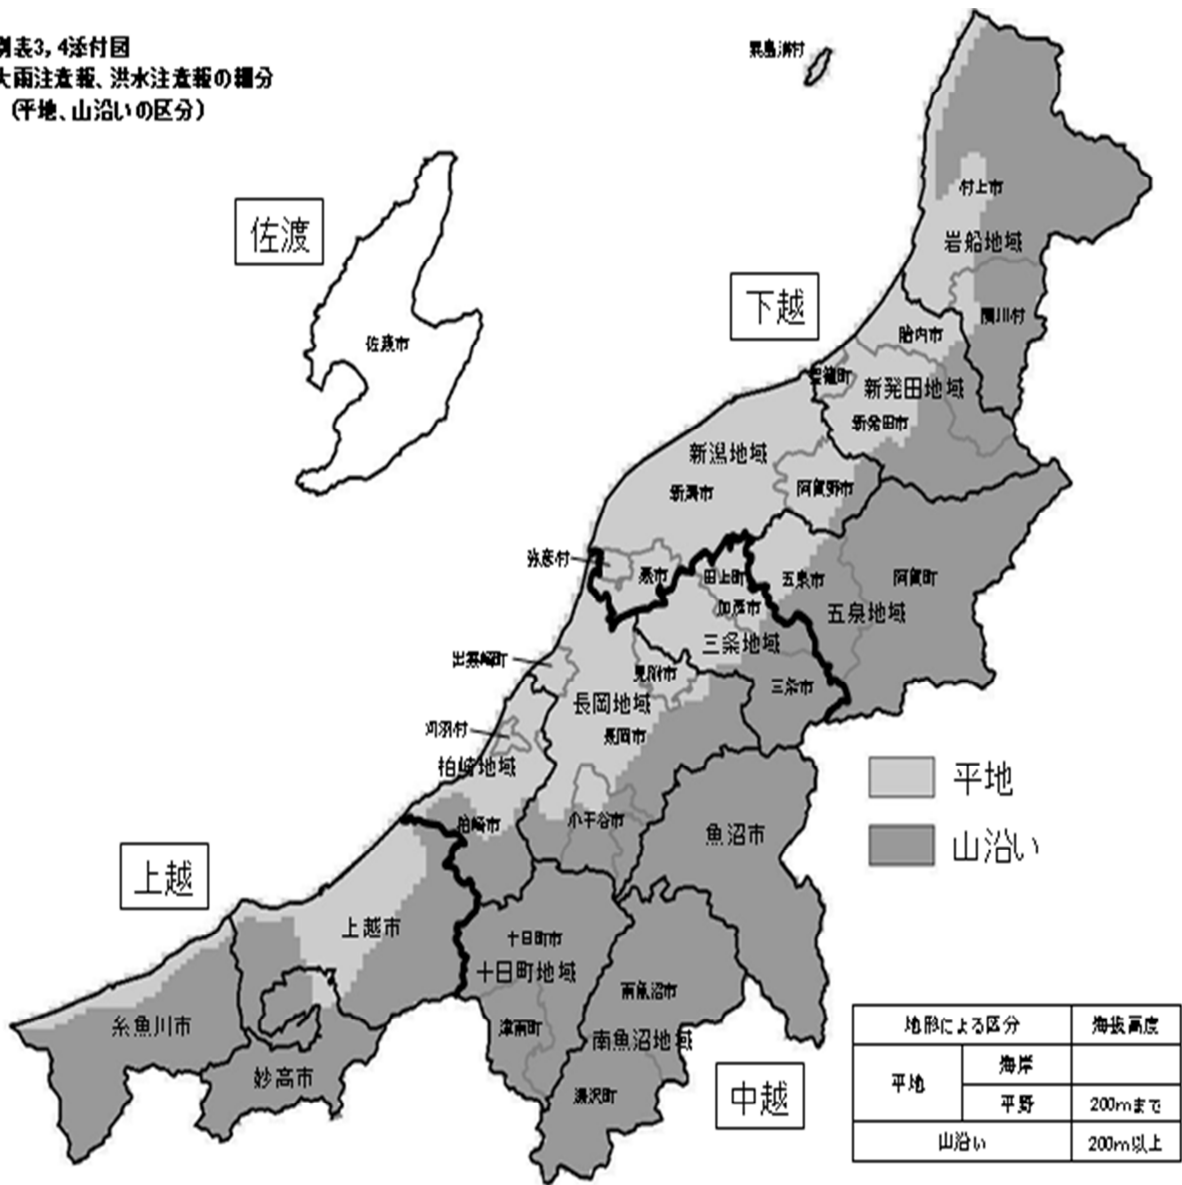 別表3,4添付図
大雨注意報、洪水注意報の細分
（平地、山沿いの区分）
粟島浦村
佐渡
佐渡市
村上市
岩船地域
下越
関川村
胎内市
聖籠町
新発田地域
新発田市
新潟地域
新潟市
阿賀野市
弥彦村
燕市
田上町
五泉市
阿賀町
加茂市
五泉地域
三条地域
出雲崎町
見附市
三条市
長岡地域
刈羽村
長岡市
柏崎地域
平地
柏崎市
小千谷市
魚沼市
山沿い
上越
上越市
十日町市
十日町地域
南魚沼市
糸魚川市
津南町
南魚沼地域
妙高市
湯沢町
中越
地形による区分 海抜高度
平地 海岸
平野 200mまで
山沿い 200m以上